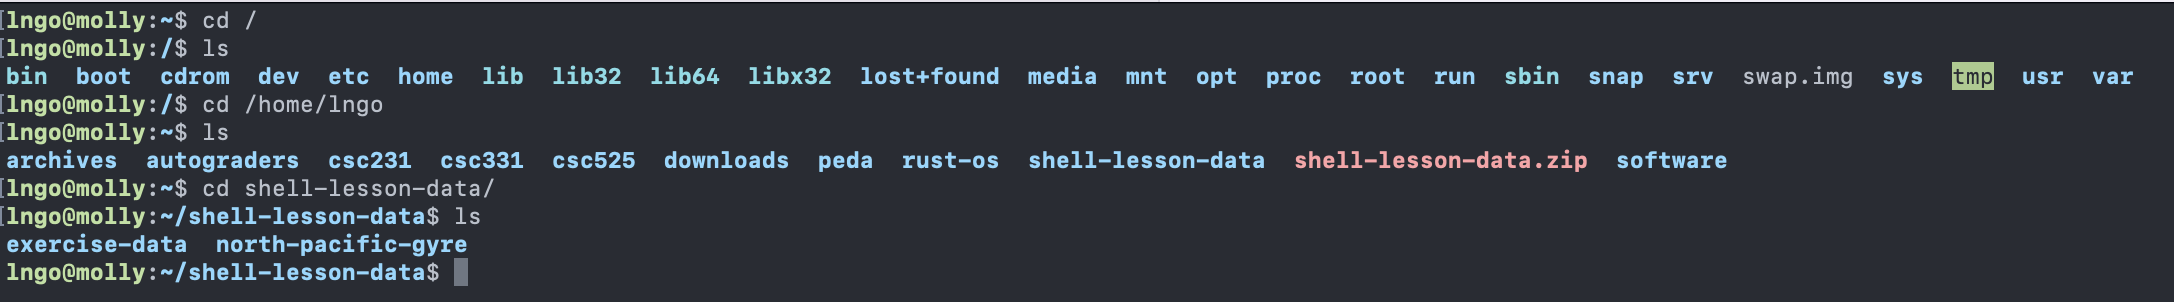 [lngo@molly:~$ cd /
[lngo@molly:/$ ls
bin boot cdrom dev etc home lib lib32 lib64 libx32 lost+found media mnt opt proc root run sbin snap srv swap.img sys tmp usr var
[lngo@molly:/$ cd /home/lngo
[lngo@molly:~$ ls
archives autograders csc231 csc331 csc525 downloads peda rust-os shell-lesson-data shell-lesson-data.zip software
[lngo@molly:~$ cd shell-lesson-data/
[lngo@molly:~/shell-lesson-data$ ls
exercise-data north-pacific-gyre
lngo@molly:~/shell-lesson-data$